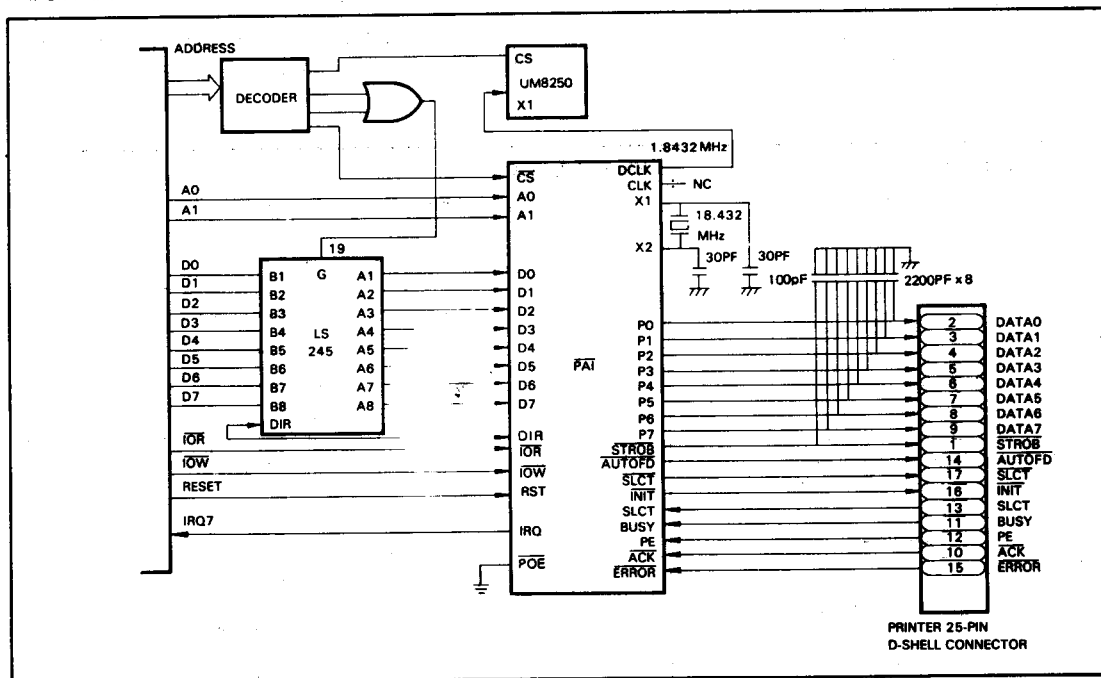 ADDRESS
DECODER
CS
UM8250
X1
1.8432 MHz
DCLK
CLK
NC
X1
18.432
MHz
X2
30PF
30PF
100pF
2200PF x 8
CS
A0
A1
A0
A1
19
G
D0
D1
D2
D3
D4
D5
D6
D7
B1
B2
B3
B4
B5
B6
B7
B8
DIR
LS
245
A1
A2
A3
A4
A5
A6
A7
A8
D0
D1
D2
D3
D4
D5
D6
D7
DIR
IOR
IOW
RST
IRQ
POE
IOR
IOW
RESET
IRQ7
PAI
P0
P1
P2
P3
P4
P5
P6
P7
STROB
AUTOFD
SLCT
INIT
SLCT
BUSY
PE
ACK
ERROR
2 DATA0
3 DATA1
4 DATA2
5 DATA3
6 DATA4
7 DATA5
8 DATA6
9 DATA7
1 STROB
14 AUTOFD
17 SLCT
16 INIT
13 SLCT
11 BUSY
12 PE
10 ACK
15 ERROR
PRINTER 25-PIN
D-SHELL CONNECTOR